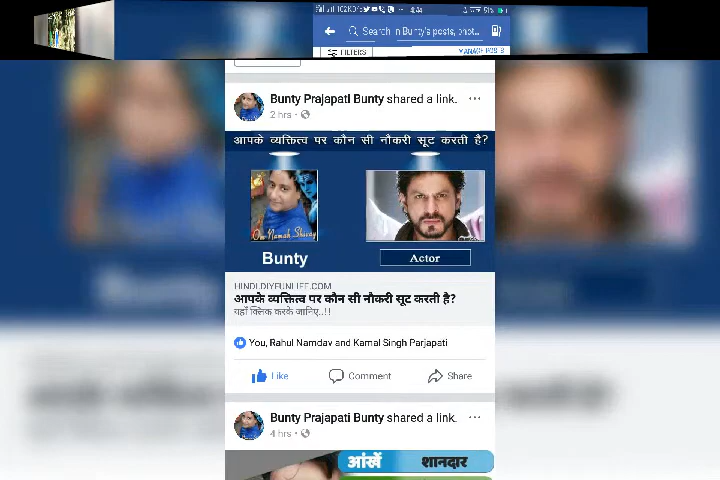 Search in Bunty's posts, phot...
FILTERS
MANAGE POSTS
Bunty Prajapati Bunty shared a link.
2 hrs
आपके व्यक्तित्व पर कौन सी नौकरी सूट करती है?
Om Namah Shivay
Bunty
Actor
HINDI.DIYFUNLIFE.COM
आपके व्यक्तित्व पर कौन सी नौकरी सूट करती है?
यहाँ क्लिक करके जानिए..!!
You, Rahul Namdav and Kamal Singh Parjapati
Like Comment Share
Bunty Prajapati Bunty shared a link.
4 hrs
आंखें शानदार